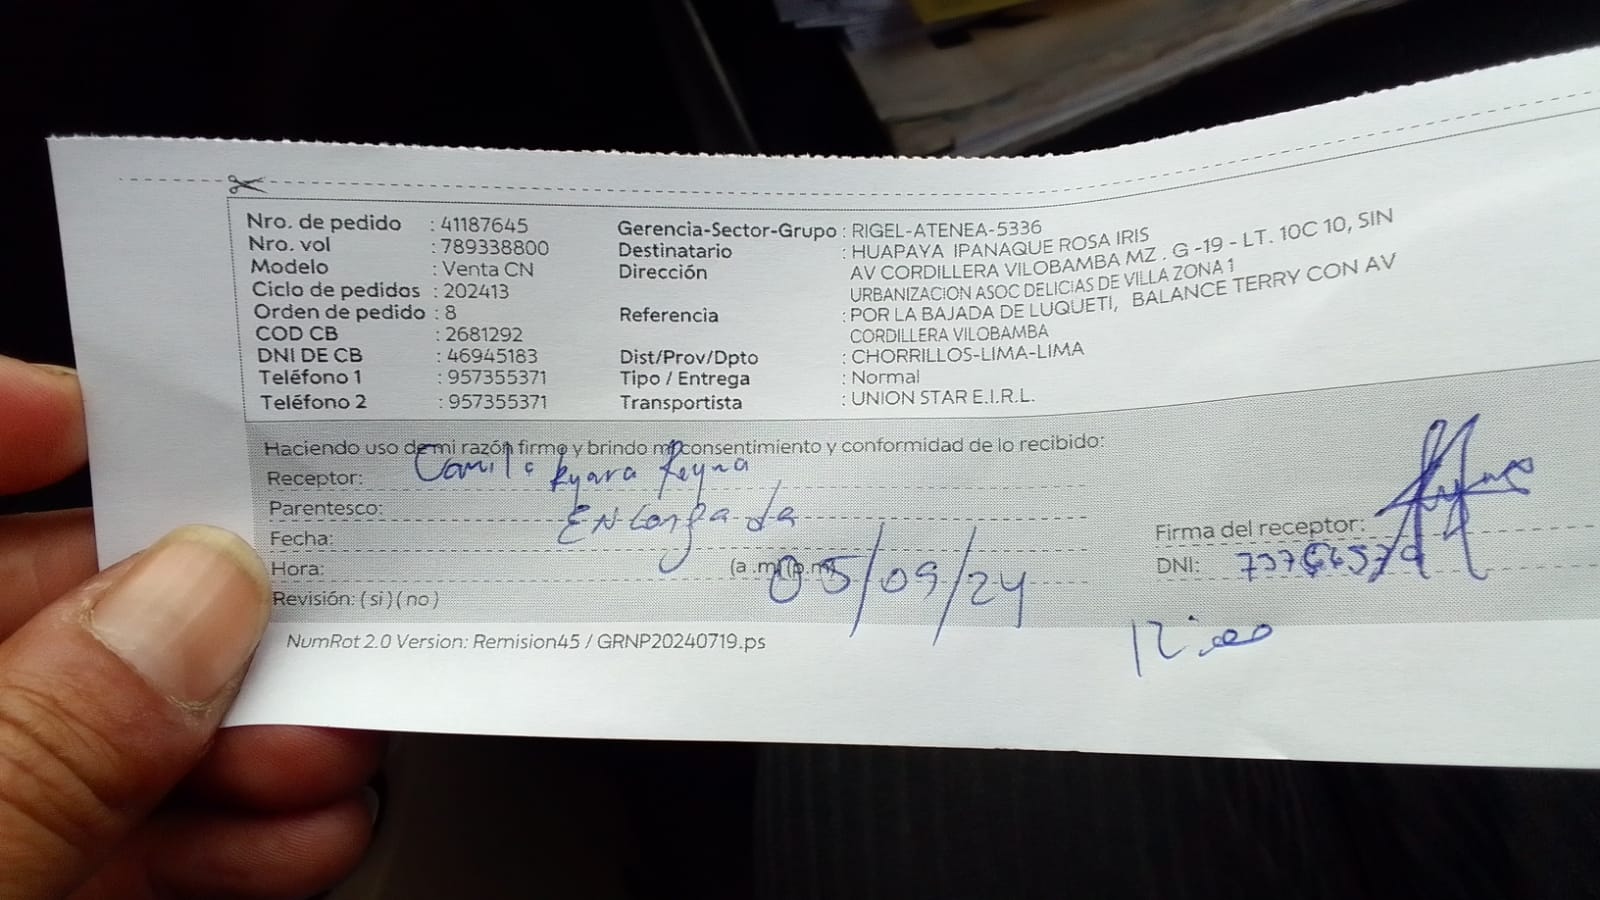 Nro. de pedido : 41187645
Nro. vol : 789338800
Modelo : Venta CN
Ciclo de pedidos : 202413
Orden de pedido : 8
COD CB : 2681292
DNI DE CB : 46945183
Teléfono 1 : 957355371
Teléfono 2 : 957355371
Gerencia-Sector-Grupo : RIGEL-ATENEA-5336
Destinatario : HUAPAYA IPANAQUE ROSA IRIS
Dirección : AV CORDILLERA VILOBAMBA MZ . G -19 - LT. 10C 10, SIN
URBANIZACION ASOC DELICIAS DE VILLA ZONA 1
Referencia : POR LA BAJADA DE LUQUETI, BALANCE TERRY CON AV
CORDILLERA VILOBAMBA
Dist/Prov/Dpto : CHORRILLOS-LIMA-LIMA
Tipo / Entrega : Normal
Transportista : UNION STAR E.I.R.L.
Haciendo uso de mi razón firmo y brindo mi consentimiento y conformidad de lo recibido:
Receptor: Camila Kyara Reyna
Parentesco: Encargada
Fecha: 05/09/24
Hora: (a.m)(p.m)
Revisión: (si)(no)
Firma del receptor:
DNI:
12:00
NumRot 2.0 Version: Remision45 / GRNP20240719.ps